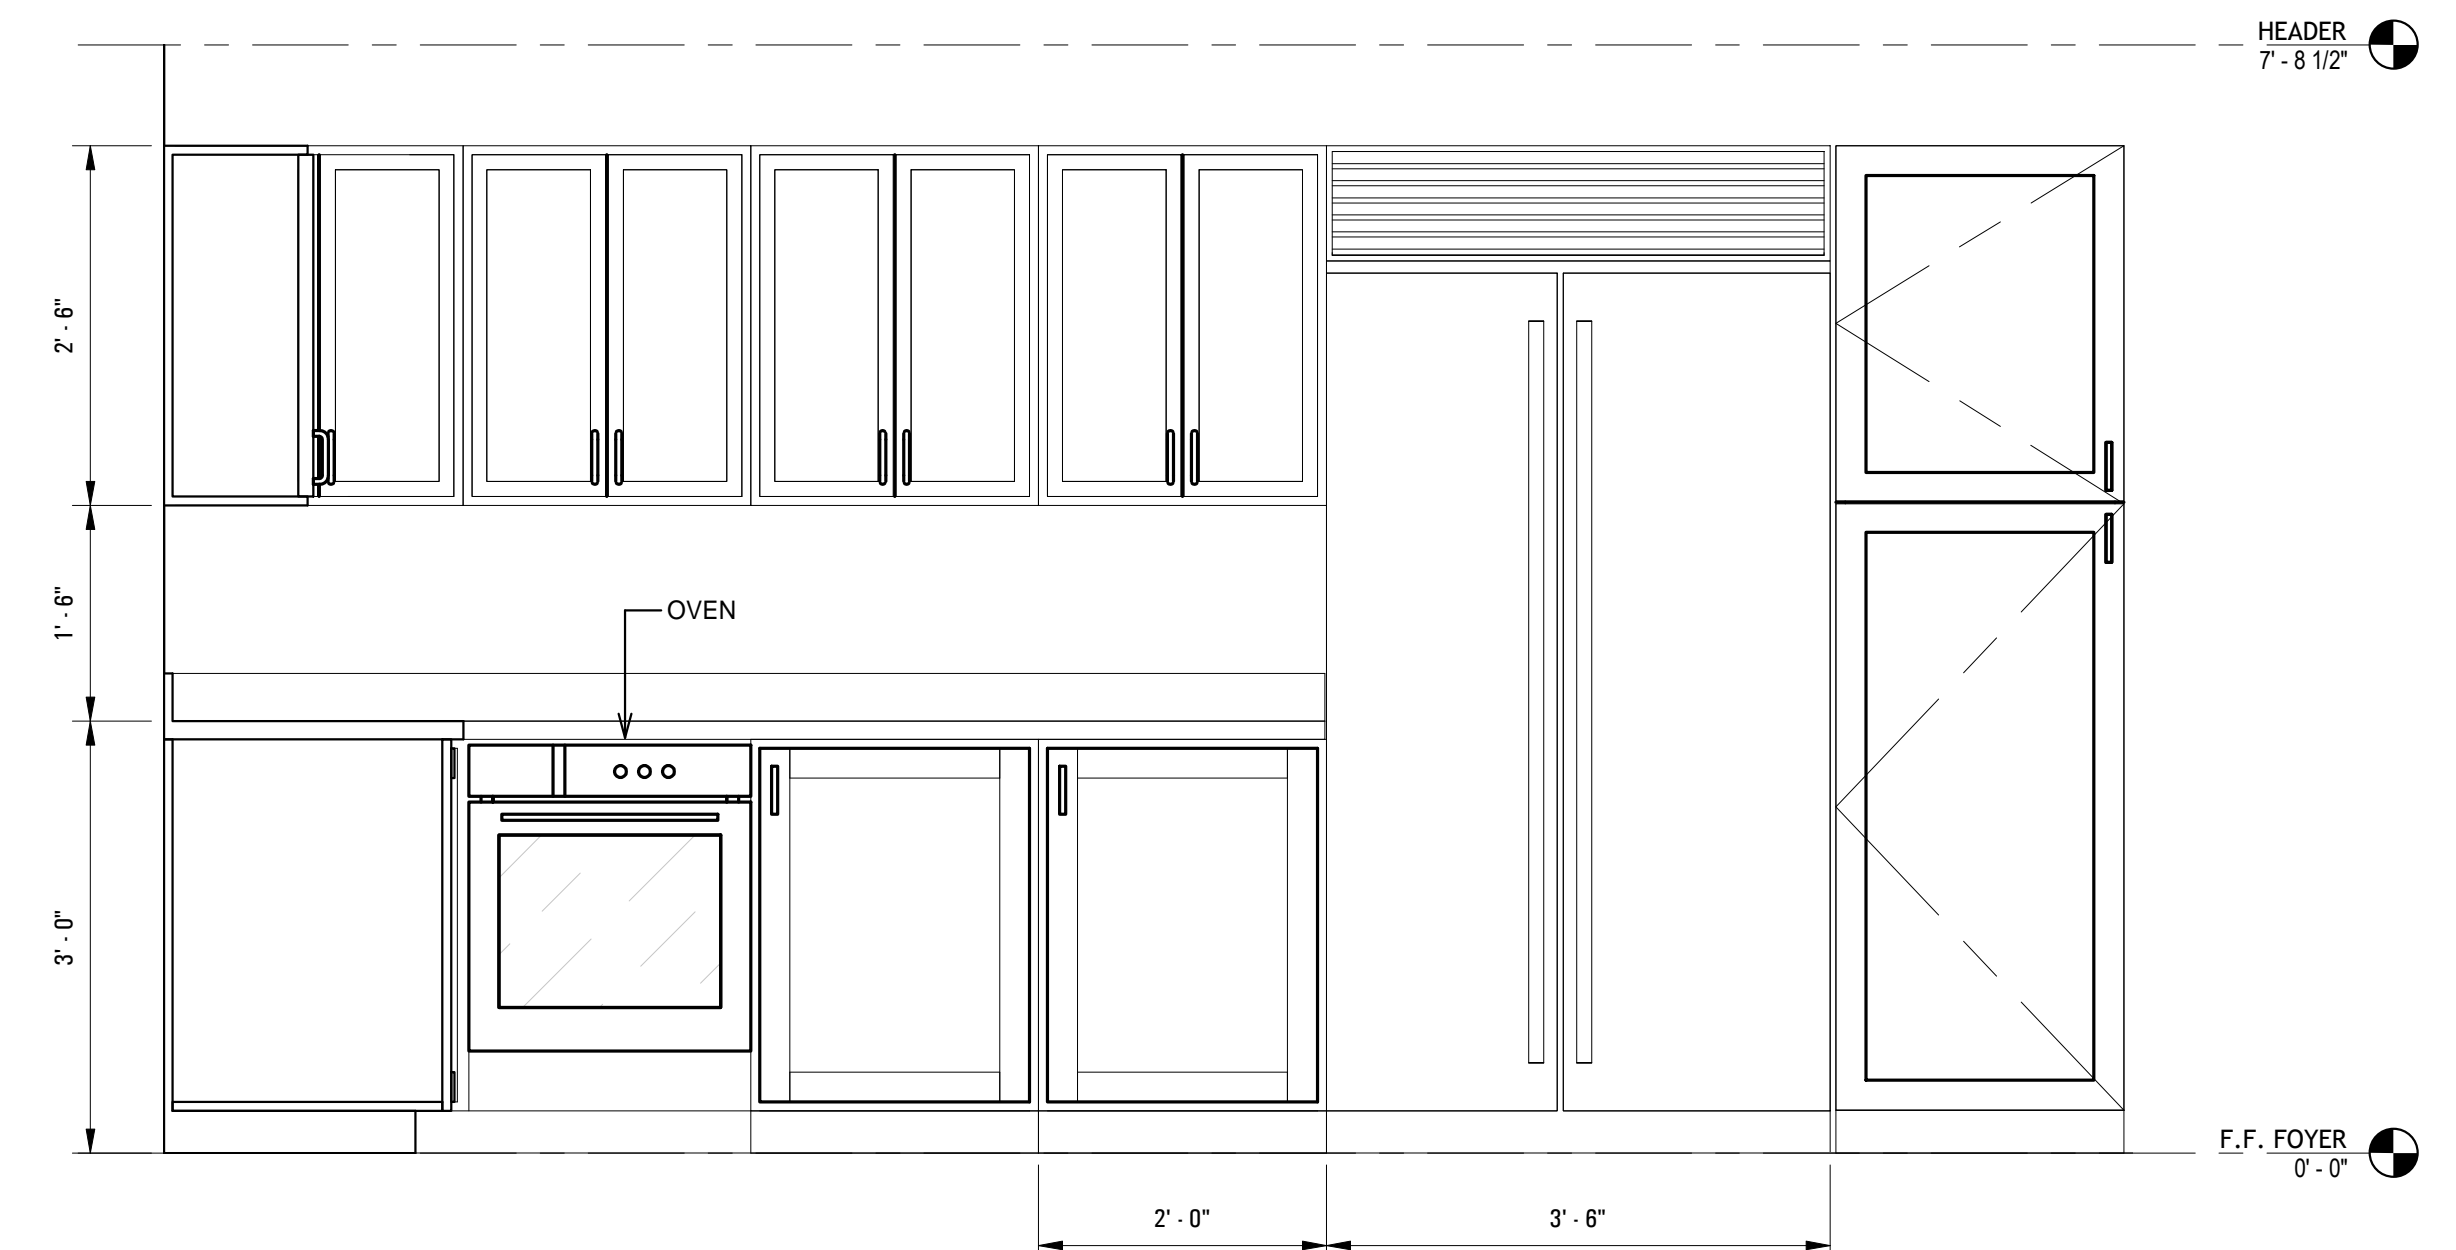 HEADER
7' - 8 1/2"
2' - 6"
1' - 6"
OVEN
3' - 0"
F.F. FOYER
0' - 0"
2' - 0"
3' - 6"